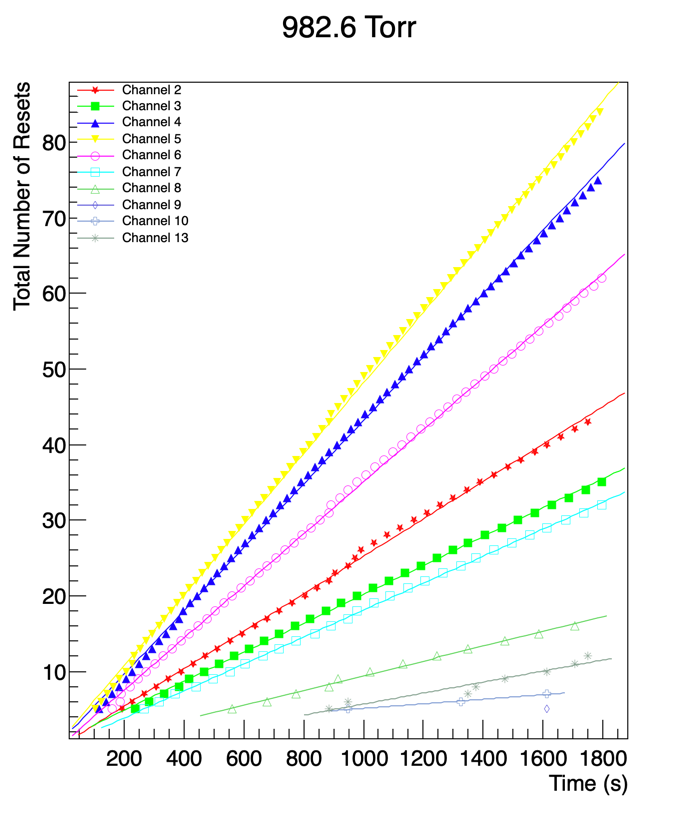 982.6 Torr
Total Number of Resets
Channel 2
Channel 3
Channel 4
Channel 5
Channel 6
Channel 7
Channel 8
Channel 9
Channel 10
Channel 13
80
70
60
50
40
30
20
10
200 400 600 800 1000 1200 1400 1600 1800
Time (s)